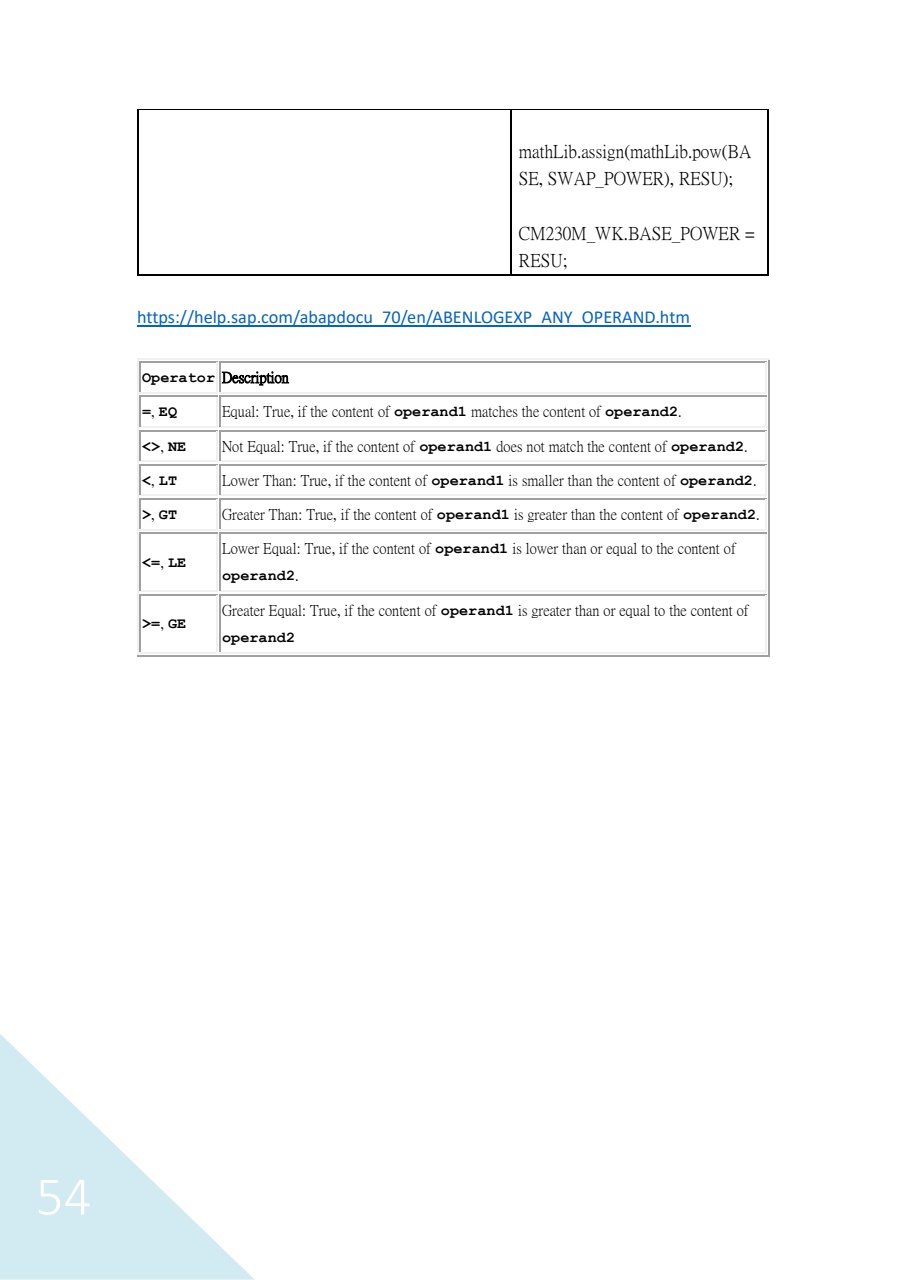 mathLib.assign(mathLib.pow(BA
SE, SWAP_POWER), RESU);
CM230M_WK.BASE_POWER =
RESU;
https://help.sap.com/abapdocu_70/en/ABENLOGEXP_ANY_OPERAND.htm
Operator Description
=, EQ Equal: True, if the content of operand1 matches the content of operand2.
<>, NE Not Equal: True, if the content of operand1 does not match the content of operand2.
<, LT Lower Than: True, if the content of operand1 is smaller than the content of operand2.
>, GT Greater Than: True, if the content of operand1 is greater than the content of operand2.
<=, LE Lower Equal: True, if the content of operand1 is lower than or equal to the content of
operand2.
>=, GE Greater Equal: True, if the content of operand1 is greater than or equal to the content of
operand2
54